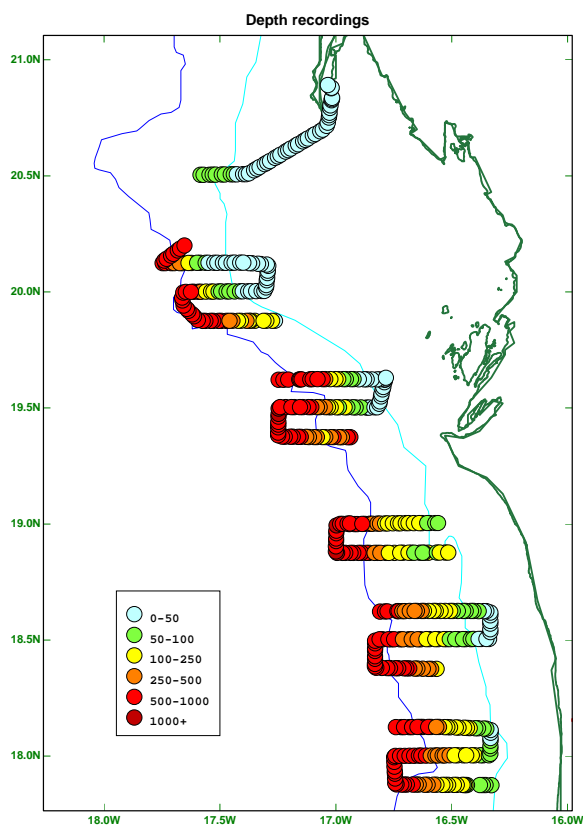 Depth recordings
21.0N
20.5N
20.0N
19.5N
19.0N
18.5N
18.0N
0-50
50-100
100-250
250-500
500-1000
1000+
18.0W 17.5W 17.0W 16.5W 16.0W